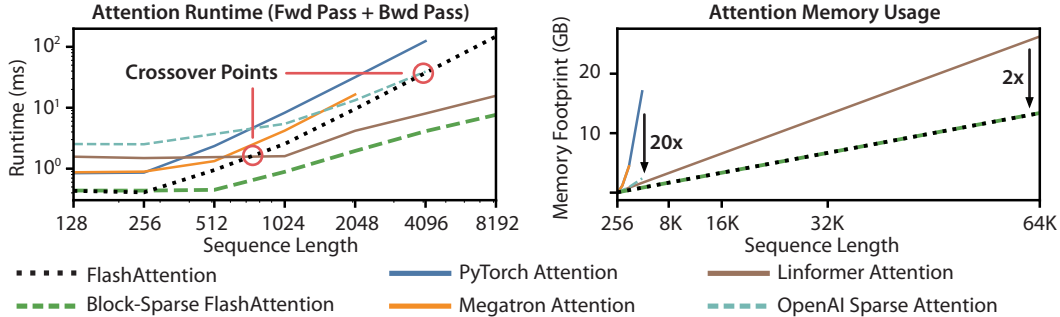 Attention Runtime (Fwd Pass + Bwd Pass)
Runtime (ms)
10²
10¹
10⁰
Crossover Points
128 256 512 1024 2048 4096 8192
Sequence Length
Attention Memory Usage
Memory Footprint (GB)
20
10
20x
2x
256 8K 16K 32K 64K
Sequence Length
FlashAttention
Block-Sparse FlashAttention
PyTorch Attention
Megatron Attention
Linformer Attention
OpenAI Sparse Attention